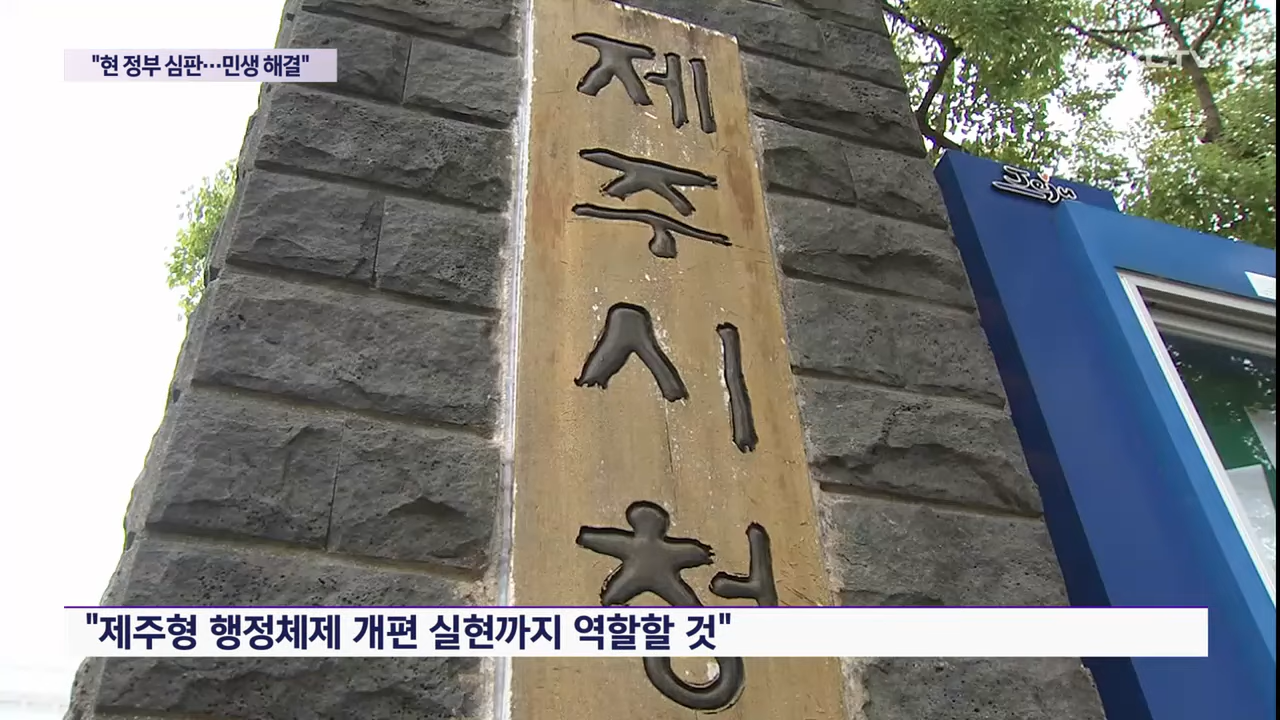 "현 정부 심판…민생 해결"
제주시청
Jeju
"제주형 행정체제 개편 실현까지 역할할 것"